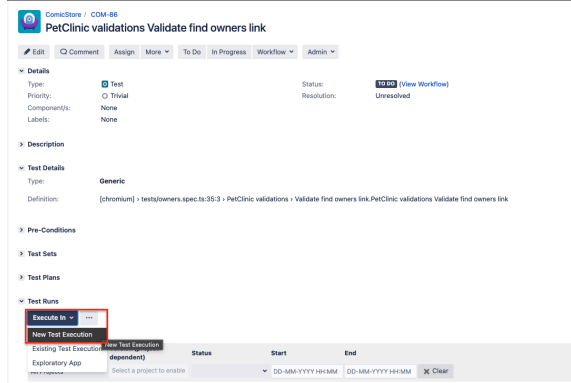 ComicStore / COM-86
PetClinic validations Validate find owners link
Edit Comment Assign More To Do In Progress Workflow Admin
Details
Type: Test Status: TO DO (View Workflow)
Priority: Trivial Resolution: Unresolved
Component/s: None
Labels: None
Description
Test Details
Type: Generic
Definition: [chromium] › tests/owners.spec.ts:35:3 › PetClinic validations › Validate find owners link.PetClinic validations Validate find owners link
Pre-Conditions
Test Sets
Test Plans
Test Runs
Execute In ...
New Test Execution
Existing Test Execution New Test Execution
dependent) Status Start End
Exploratory App
All Projects Select a project to enable DD-MM-YYYY HH:MM DD-MM-YYYY HH:MM Clear